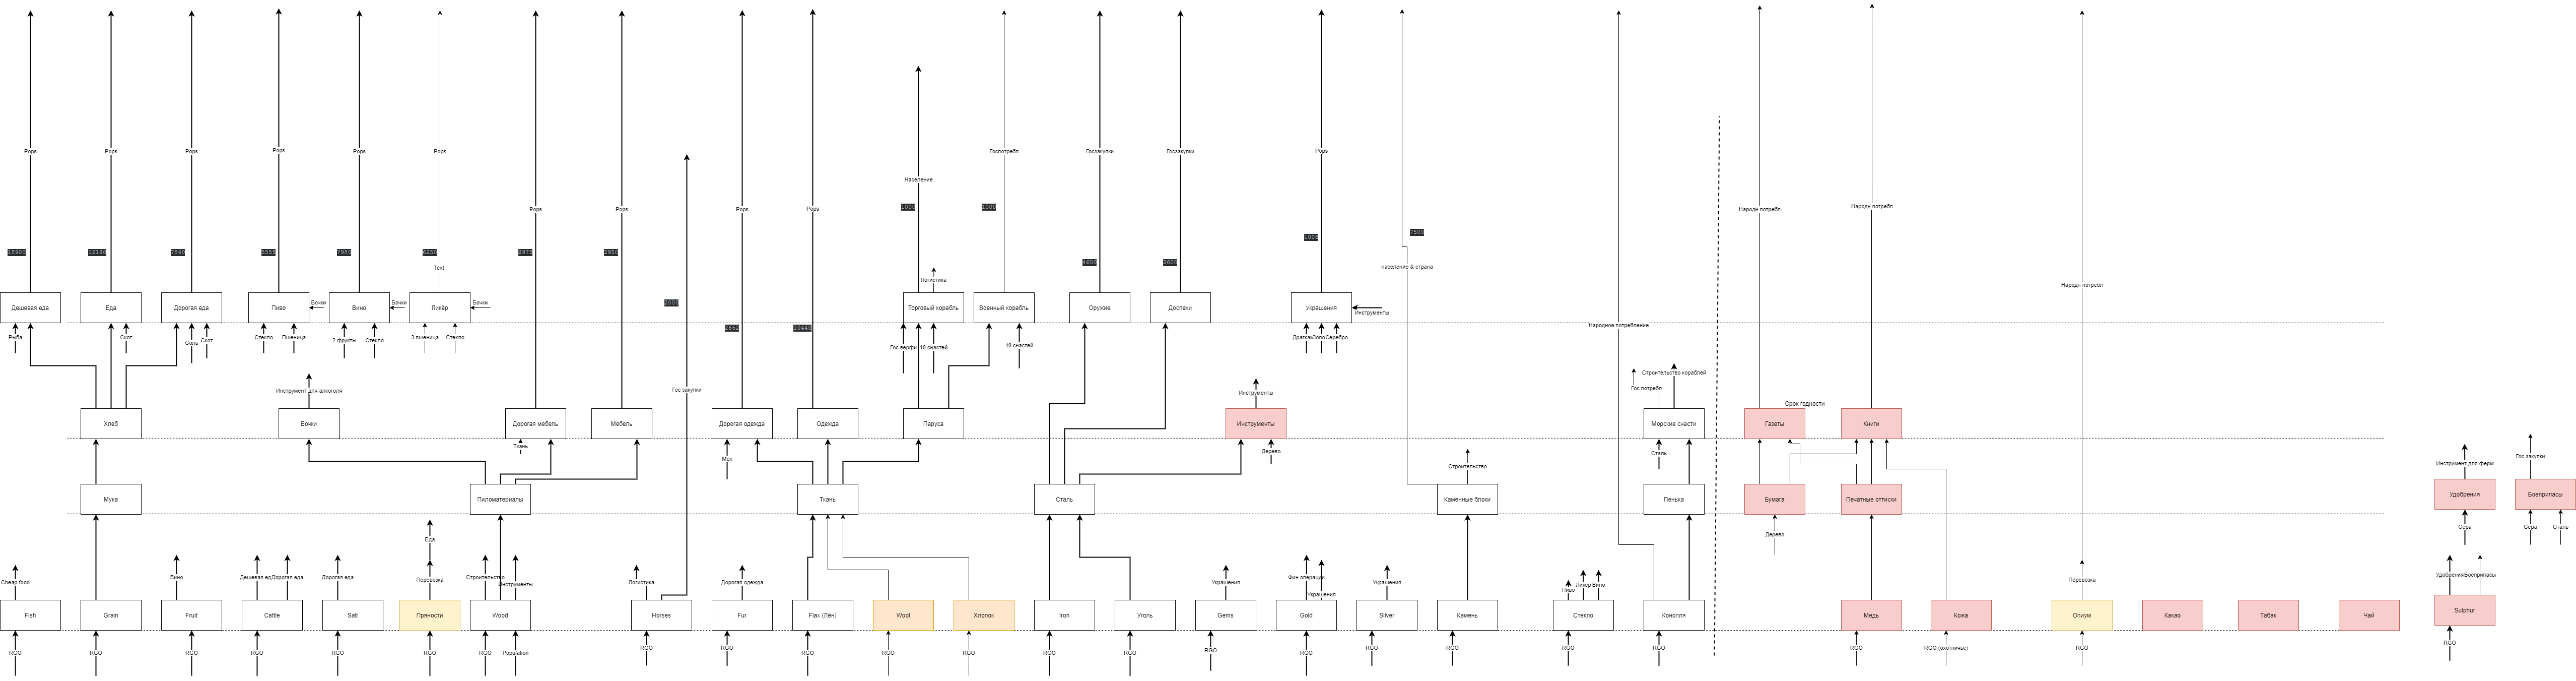 Pops
Pops
Pops
Pops
Pops
Pops
Госпотребл
Госзакупки
Госзакупки
Pops
Население
Pops
Pops
Pops
Pops
Народн потребл
Народн потребл
7500
население & страна
Text
Логистика
Народн потребл
Дешевая еда
Еда
Дорогая еда
Пиво
Бочки
Вино
Бочки
Ликёр
Бочки
Торговый корабль
Военный корабль
Оружие
Доспехи
Украшения
Инструменты
Народное потребление
Рыба
Скот
Соль
Скот
Стекло
Пшеница
2 фрукты
Стекло
3 пшеница
Стекло
Гос верфи
10 снастей
10 снастей
Золо
Серебро
Инструмент для алкоголя
Гос закупки
Инструменты
Строительство кораблей
Гос потребл
Срок годности
Хлеб
Бочки
Дорогая мебель
Мебель
Дорогая одежда
Одежда
Паруса
Инструменты
Морские снасти
Газеты
Книги
Ткань
Мех
Дерево
Сталь
Строительство
Инструмент для ферм
Гос закупки
Мука
Пиломатериалы
Ткань
Сталь
Каменные блоки
Пенька
Бумага
Печатные оттиски
Удобрения
Боеприпасы
Дерево
Сера
Сера
Сталь
Еда
Cheap food
Вино
Дешевая еда
Дорогая еда
Дорогая еда
Перевозка
Строительство
Инструменты
Логистика
Дорогая одежда
Украшения
Фин операции
Украшения
Украшения
Пиво
Ликёр
Вино
Перевозка
Удобрения
Боеприпасы
Fish
Grain
Fruit
Cattle
Salt
Пряности
Wood
Horses
Fur
Flax (Лён)
Wool
Хлопок
Iron
Уголь
Gems
Gold
Silver
Камень
Стекло
Конопля
Медь
Кожа
Опиум
Какао
Табак
Чай
Sulphur
RGO
RGO
RGO
RGO
RGO
RGO
RGO
Population
RGO
RGO
RGO
RGO
RGO
RGO
RGO
RGO
RGO
RGO
RGO
RGO
RGO
RGO
RGO (охотничье)
RGO
RGO